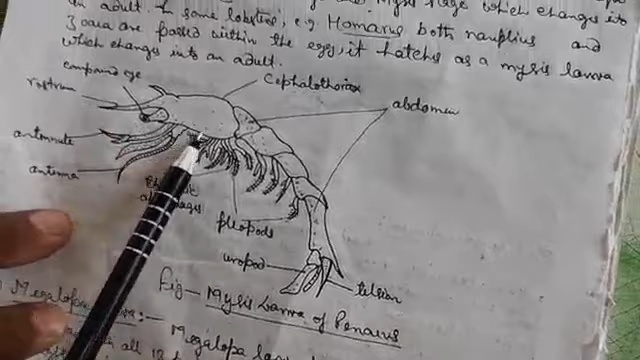 an adult. In some lobsters, e.g. Homarus both nauplius and
Zoaea are passed within the eggs, it hatches as a mysis larva
which changes into an adult.
compound eye
Cephalothorax
rostrum
abdomen
antennule
antenna
pleopods
uropod
telson
Fig— Mysis Larva of Penaeus
Megalopa :— Megalopa